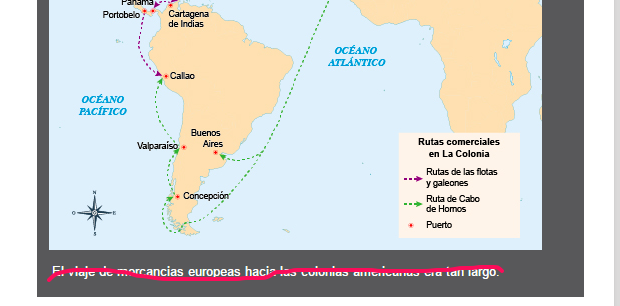 Panamá
Portobelo
Cartagena
de Indias
OCÉANO
ATLÁNTICO
Callao
OCÉANO
PACÍFICO
Buenos
Aires
Valparaíso
Rutas comerciales
en La Colonia
Rutas de las flotas
y galeones
Ruta de Cabo
de Hornos
Puerto
Concepción
N
O
E
S
El viaje de mercancías europeas hacia las colonias americanas era tan largo.